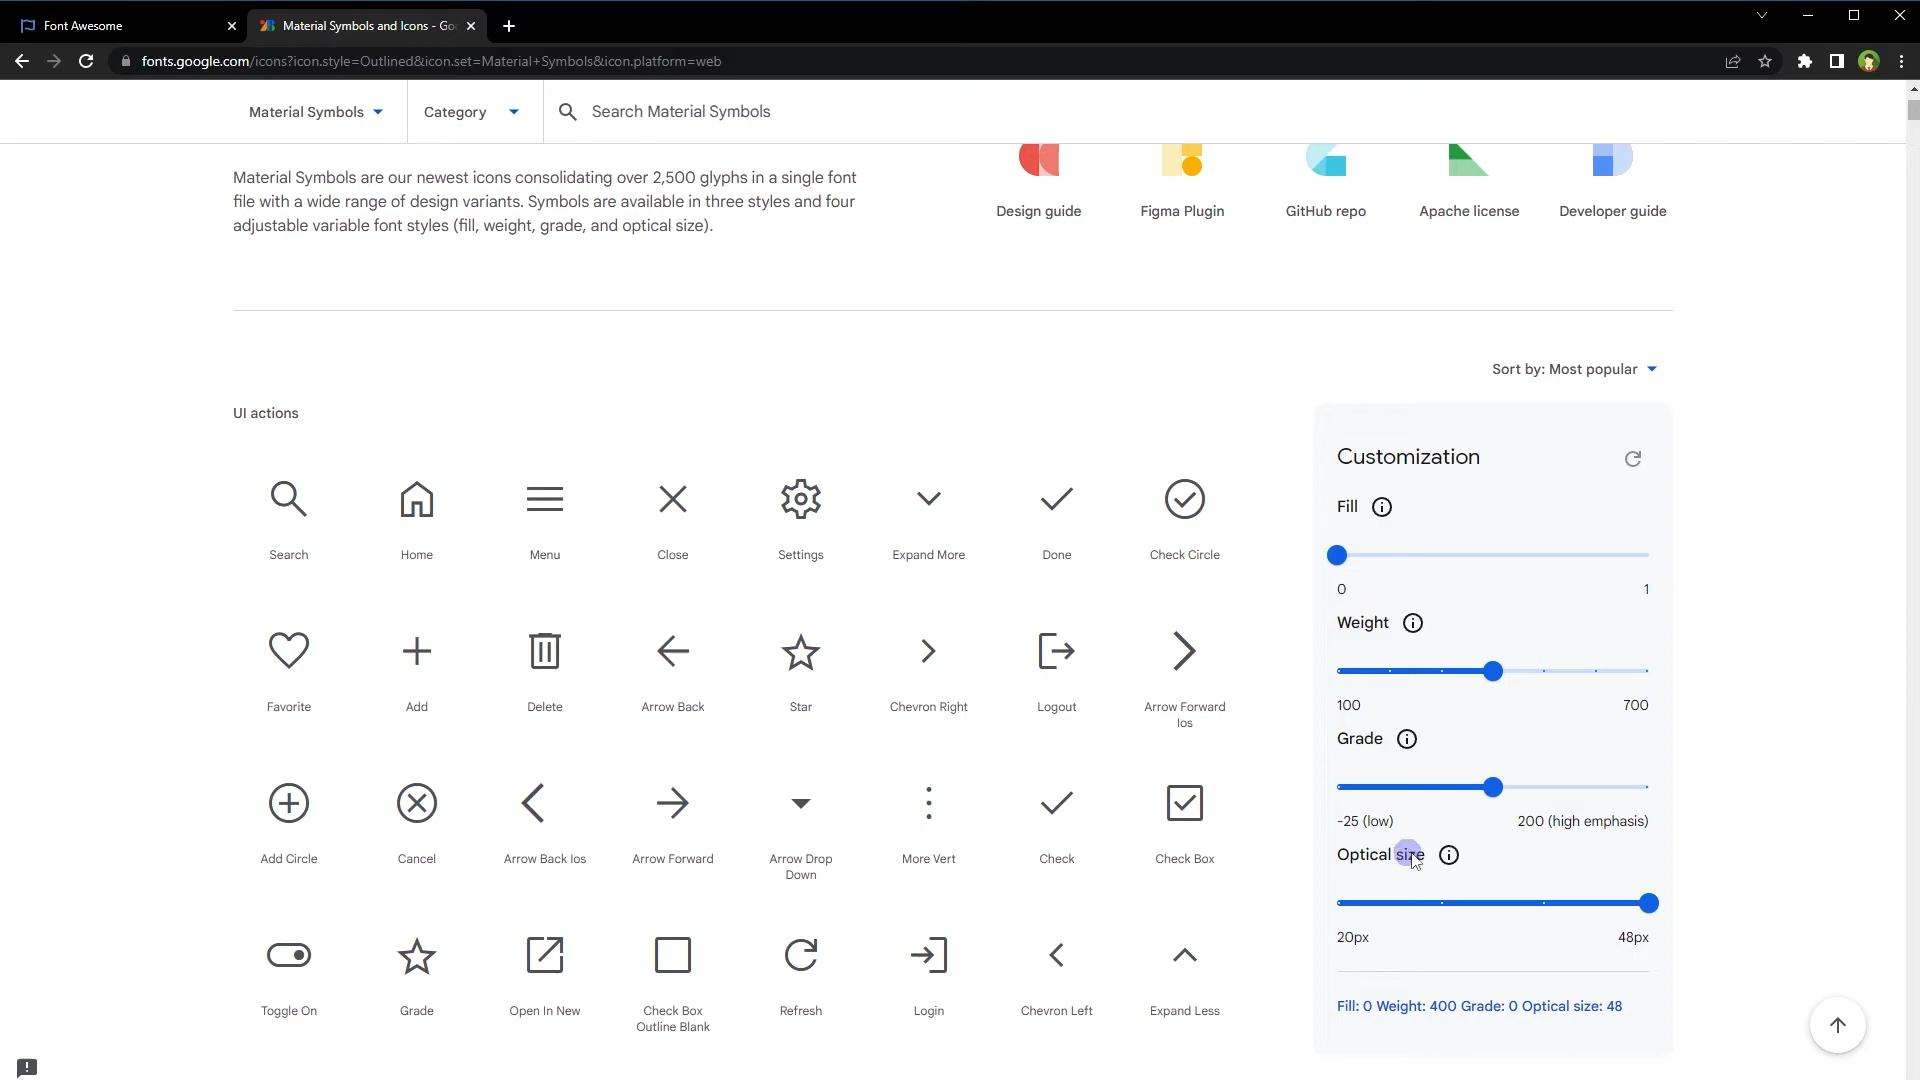 Font Awesome
Material Symbols and Icons - Goo
fonts.google.com/icons?icon.style=Outlined&icon.set=Material+Symbols&icon.platform=web
Material Symbols
Category
Search Material Symbols
Material Symbols are our newest icons consolidating over 2,500 glyphs in a single font
file with a wide range of design variants. Symbols are available in three styles and four
adjustable variable font styles (fill, weight, grade, and optical size).
Design guide
Figma Plugin
GitHub repo
Apache license
Developer guide
Sort by: Most popular
UI actions
Search
Home
Menu
Close
Settings
Expand More
Done
Check Circle
Favorite
Add
Delete
Arrow Back
Star
Chevron Right
Logout
Arrow Forward
Ios
Add Circle
Cancel
Arrow Back Ios
Arrow Forward
Arrow Drop
Down
More Vert
Check
Check Box
Toggle On
Grade
Open In New
Check Box
Outline Blank
Refresh
Login
Chevron Left
Expand Less
Customization
Fill
0
1
Weight
100
700
Grade
-25 (low)
200 (high emphasis)
Optical size
20px
48px
Fill: 0 Weight: 400 Grade: 0 Optical size: 48